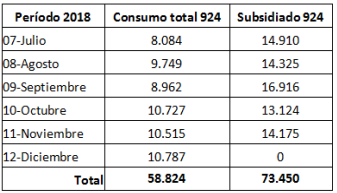 Período 2018 Consumo total 924 Subsidiado 924
07-Julio 8.084 14.910
08-Agosto 9.749 14.325
09-Septiembre 8.962 16.916
10-Octubre 10.727 13.124
11-Noviembre 10.515 14.175
12-Diciembre 10.787 0
Total 58.824 73.450